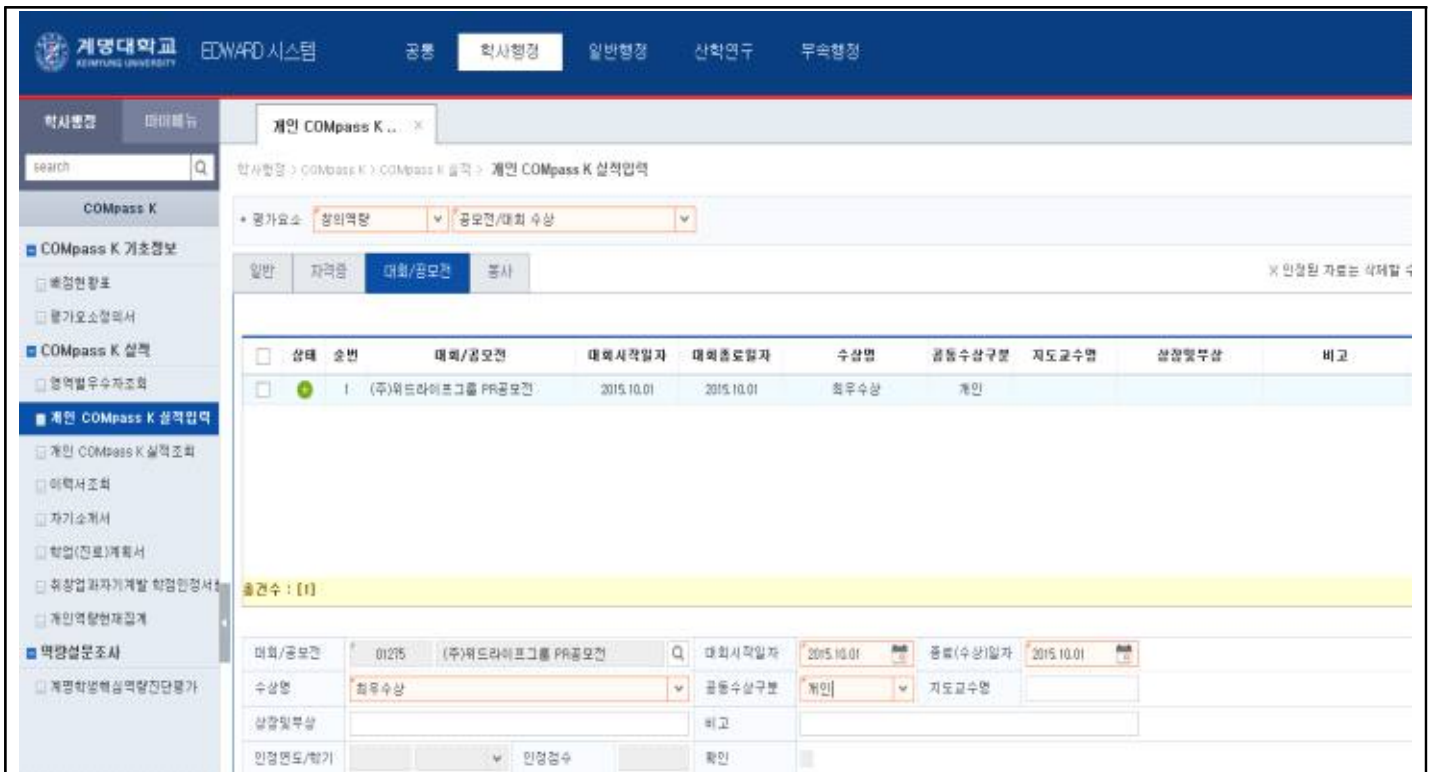 계명대학교 EDWARD 시스템 공통 학사행정 일반행정 산학연구 부속행정
KEIMYUNG UNIVERSITY
학사행정 마이메뉴 개인 COMpass K .. ×
search
학사행정 > COMpass K > COMpass K 실적 > 개인 COMpass K 실적입력
COMpass K
* 평가요소 창의역량 공모전/대회 수상
COMpass K 기초정보
일반 자격증 대회/공모전 봉사 ※ 인정된 자료는 삭제할 수
배점현황표
평가요소정의서
COMpass K 실적
상태 순번 대회/공모전 대회시작일자 대회종료일자 수상명 공동수상구분 지도교수명 상장및부상 비고
영역별우수자조회
1 (주)위드라이프그룹 PR공모전 2015.10.01 2015.10.01 최우수상 개인
개인 COMpass K 실적입력
개인 COMpass K 실적조회
이력서조회
자기소개서
학업(진로)계획서
취창업과자기계발 학점인정서
총건수 : [1]
개인역량현재집계
역량설문조사
대회/공모전 01275 (주)위드라이프그룹 PR공모전 대회시작일자 2015.10.01 종료(수상)일자 2015.10.01
계명학생핵심역량진단평가
수상명 최우수상 공동수상구분 개인 지도교수명
상장및부상 비고
인정연도/학기 인정점수 확인